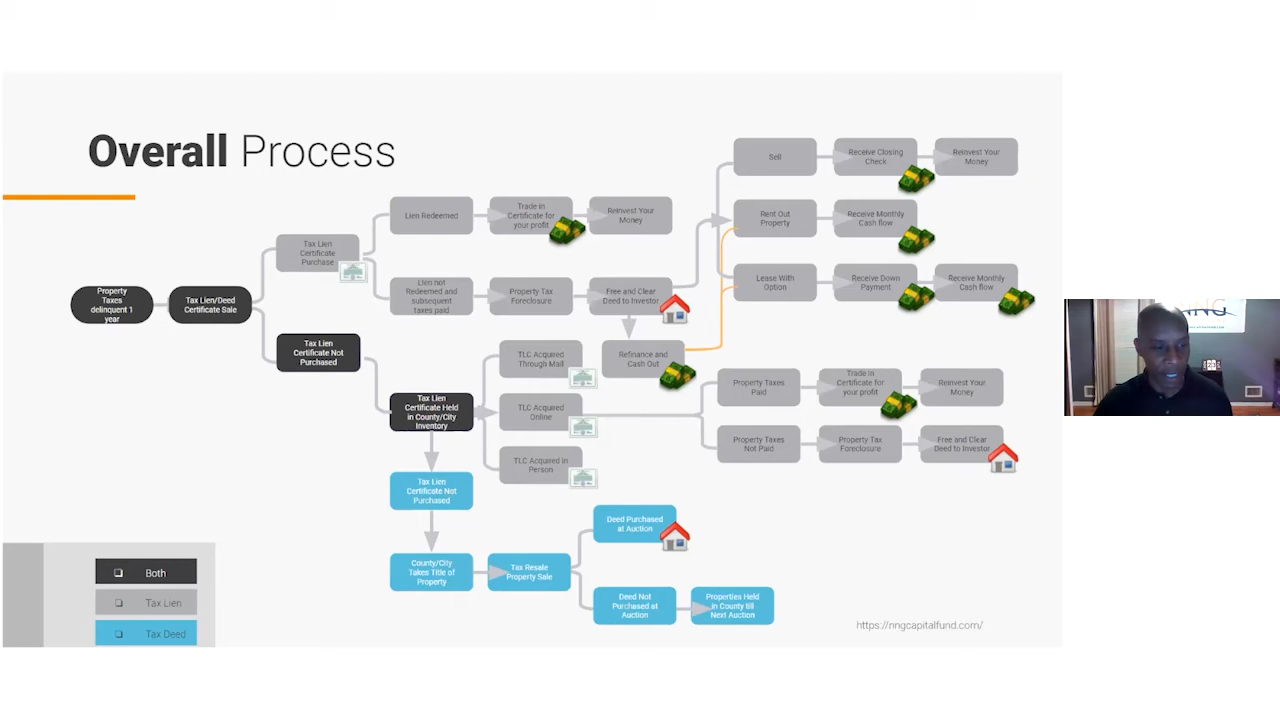 Overall Process
Property
Taxes
delinquent 1
year
Tax Lien/Deed
Certificate Sale
Tax Lien
Certificate
Purchase
Tax Lien
Certificate Not
Purchased
Lien Redeemed
Trade in
Certificate for
your profit
Reinvest Your
Money
Lien not
Redeemed and
subsequent
taxes paid
Property Tax
Foreclosure
Free and Clear
Deed to Investor
Refinance and
Cash Out
Sell
Receive Closing
Check
Reinvest Your
Money
Rent Out
Property
Receive Monthly
Cash flow
Lease With
Option
Receive Down
Payment
Receive Monthly
Cash flow
Tax Lien
Certificate Held
in County/City
Inventory
TLC Acquired
Through Mail
TLC Acquired
Online
TLC Acquired in
Person
Property Taxes
Paid
Trade in
Certificate for
your profit
Reinvest Your
Money
Property Taxes
Not Paid
Property Tax
Foreclosure
Free and Clear
Deed to Investor
Tax Lien
Certificate Not
Purchased
County/City
Takes Title of
Property
Tax Resale
Property Sale
Deed Purchased
at Auction
Deed Not
Purchased at
Auction
Properties Held
in County till
Next Auction
Both
Tax Lien
Tax Deed
https://nngcapitalfund.com/
NNG